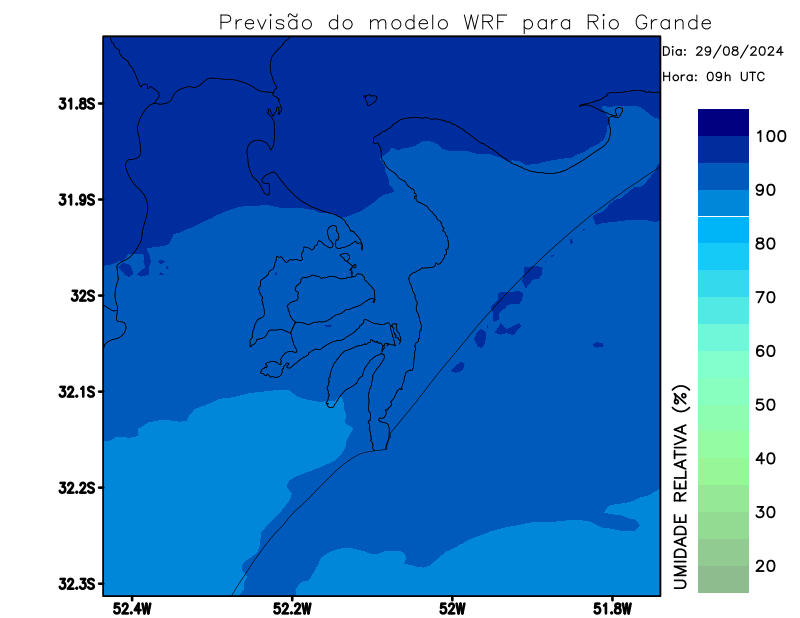 Previsão do modelo WRF para Rio Grande
Dia: 29/08/2024
Hora: 09h UTC
31.8S
31.9S
32S
32.1S
32.2S
32.3S
52.4W
52.2W
52W
51.8W
UMIDADE RELATIVA (%)
100
90
80
70
60
50
40
30
20